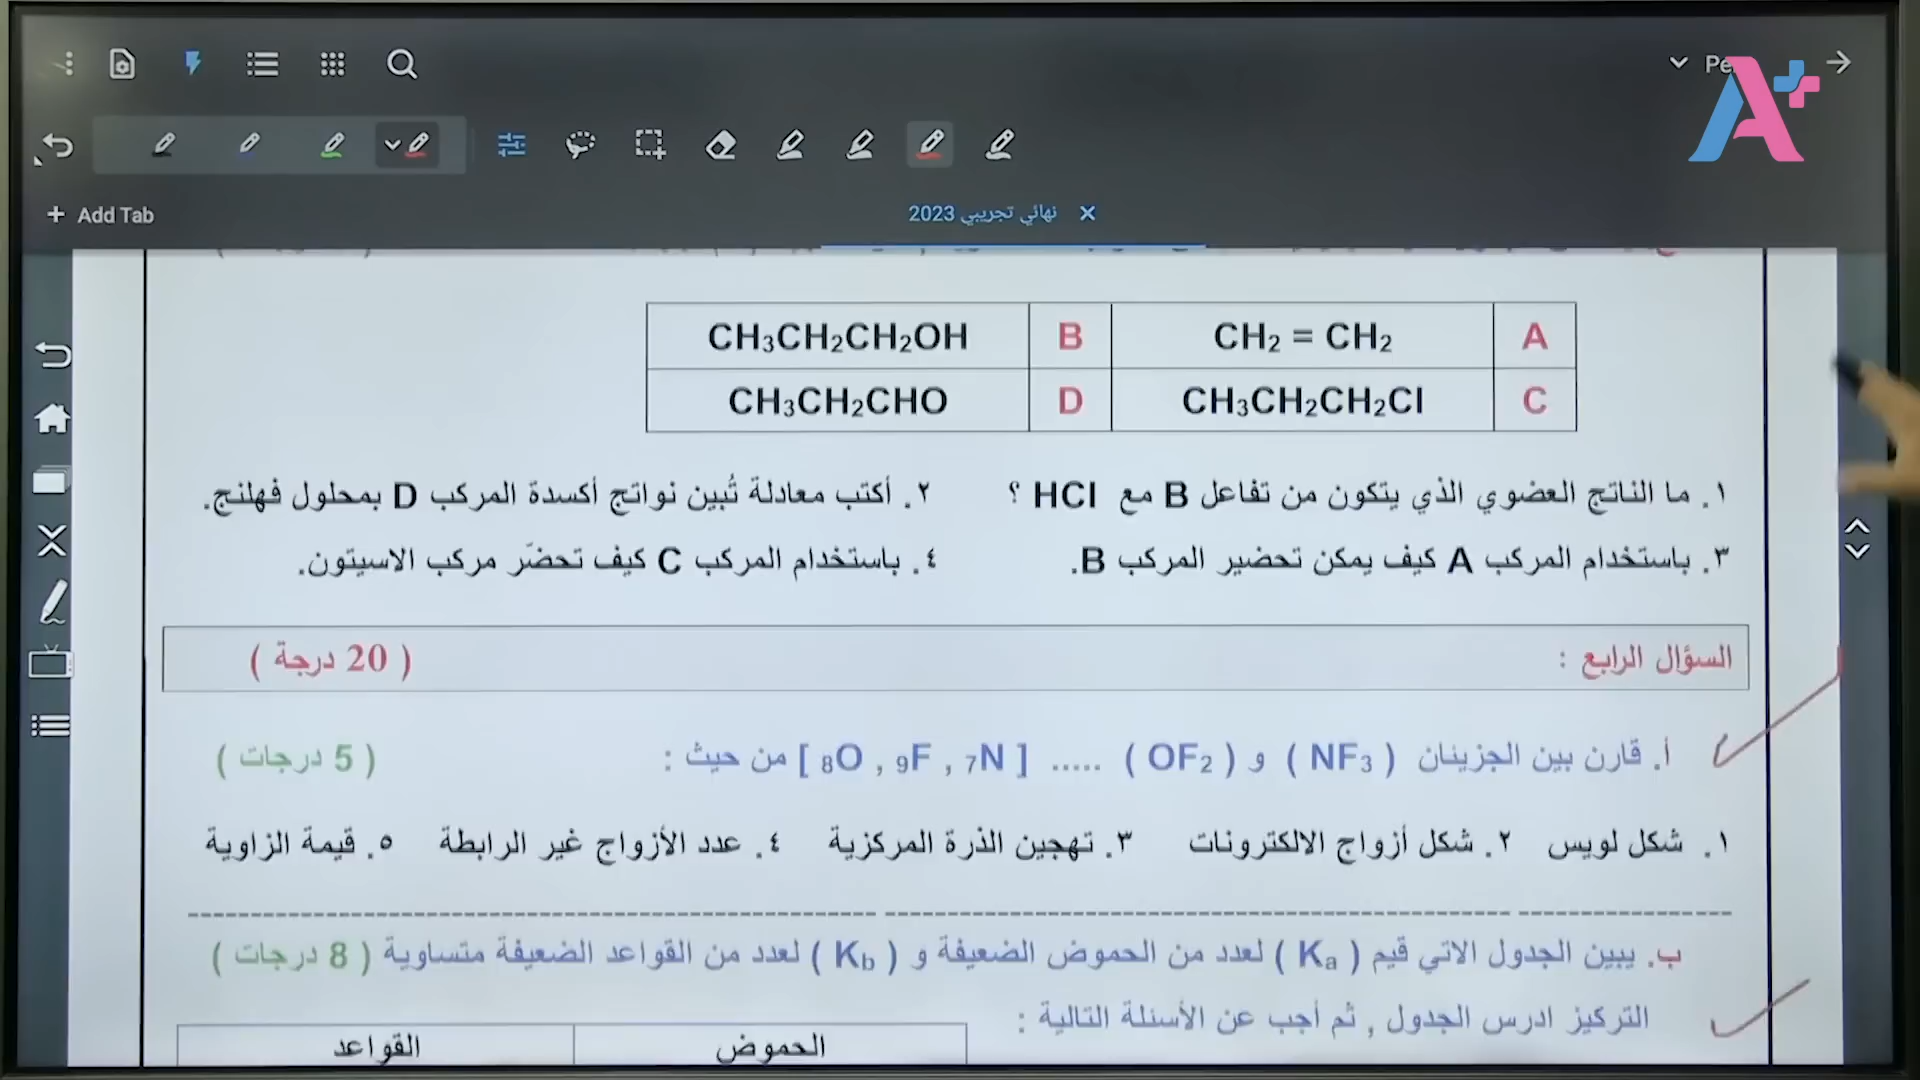 A+
Add Tab
نهائي تجريبي 2023
A CH₂ = CH₂ B CH₃CH₂CH₂OH
C CH₃CH₂CH₂Cl D CH₃CH₂CHO
١. ما الناتج العضوي الذي يتكون من تفاعل B مع HCl ؟ ٢. أكتب معادلة تُبين نواتج أكسدة المركب D بمحلول فهلنج.
٣. باستخدام المركب A كيف يمكن تحضير المركب B. ٤. باستخدام المركب C كيف تحضّر مركب الاسيتون.
السؤال الرابع : ( 20 درجة )
أ. قارن بين الجزينان ( NF₃ ) و ( OF₂ ) ..... [ ₈O , ₉F , ₇N ] من حيث : ( 5 درجات )
١. شكل لويس ٢. شكل أزواج الالكترونات ٣. تهجين الذرة المركزية ٤. عدد الأزواج غير الرابطة ٥. قيمة الزاوية
ب. يبين الجدول الاتي قيم ( Kₐ ) لعدد من الحموض الضعيفة و ( K_b ) لعدد من القواعد الضعيفة متساوية ( 8 درجات )
التركيز ادرس الجدول , ثم أجب عن الأسئلة التالية :
الحموض القواعد